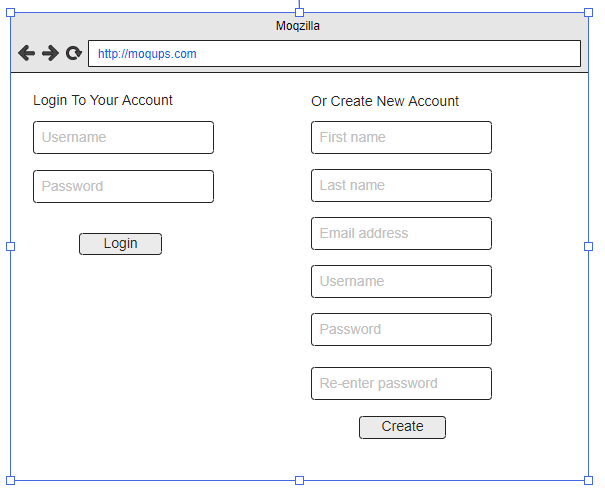 Moqzilla
http://moqups.com
Login To Your Account
Username
Password
Login
Or Create New Account
First name
Last name
Email address
Username
Password
Re-enter password
Create